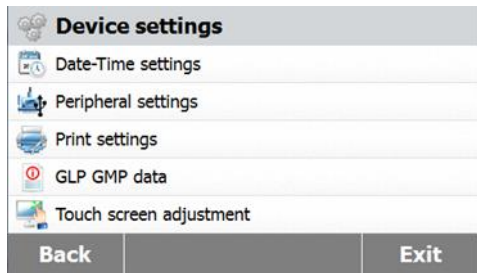 Device settings
Date-Time settings
Peripheral settings
Print settings
GLP GMP data
Touch screen adjustment
Back Exit